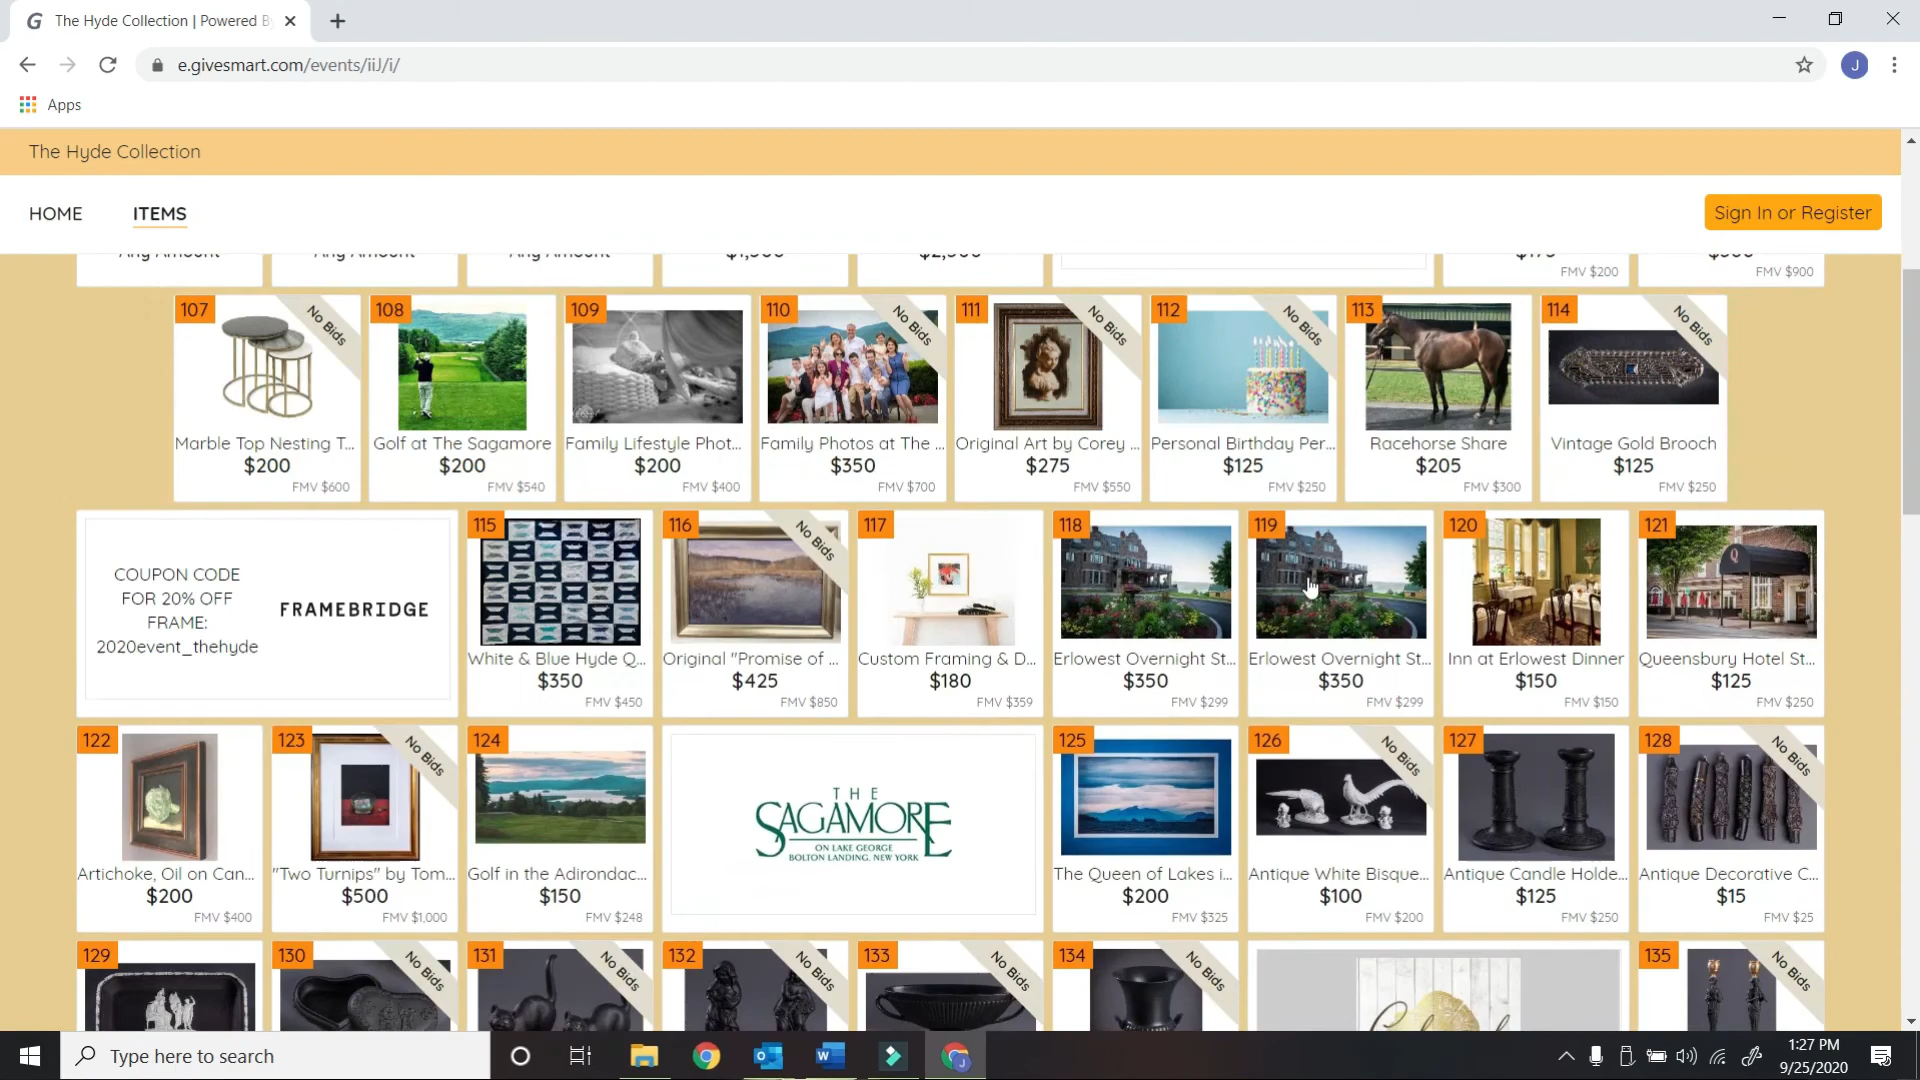 The Hyde Collection | Powered B
e.givesmart.com/events/iiJ/i/
J
Apps
The Hyde Collection
HOME
ITEMS
Sign In or Register
Any Amount
Any Amount
Any Amount
$2,500
$175
FMV $200
FMV $900
107
No Bids
Marble Top Nesting T...
$200
FMV $600
108
Golf at The Sagamore
$200
FMV $540
109
Family Lifestyle Phot...
$200
FMV $400
110
No Bids
Family Photos at The ...
$350
FMV $700
111
No Bids
Original Art by Corey ...
$275
FMV $550
112
No Bids
Personal Birthday Per...
$125
FMV $250
113
Racehorse Share
$205
FMV $300
114
No Bids
Vintage Gold Brooch
$125
FMV $250
COUPON CODE
FOR 20% OFF
FRAME:
2020event_thehyde
FRAMEBRIDGE
115
White & Blue Hyde Q...
$350
FMV $450
116
No Bids
Original "Promise of ...
$425
FMV $850
117
Custom Framing & D...
$180
FMV $359
118
Erlowest Overnight St...
$350
FMV $299
119
Erlowest Overnight St...
$350
FMV $299
120
Inn at Erlowest Dinner
$150
FMV $150
121
Q
Queensbury Hotel St...
$125
FMV $250
122
Artichoke, Oil on Can...
$200
FMV $400
123
No Bids
"Two Turnips" by Tom...
$500
FMV $1,000
124
Golf in the Adirondac...
$150
FMV $248
THE
SAGAMORE
ON LAKE GEORGE
BOLTON LANDING, NEW YORK
125
The Queen of Lakes i...
$200
FMV $325
126
No Bids
Antique White Bisque...
$100
FMV $200
127
Antique Candle Holde...
$125
FMV $250
128
No Bids
Antique Decorative C...
$15
FMV $25
129
130
No Bids
131
No Bids
132
No Bids
133
No Bids
134
No Bids
135
No Bids
Type here to search
1:27 PM
9/25/2020